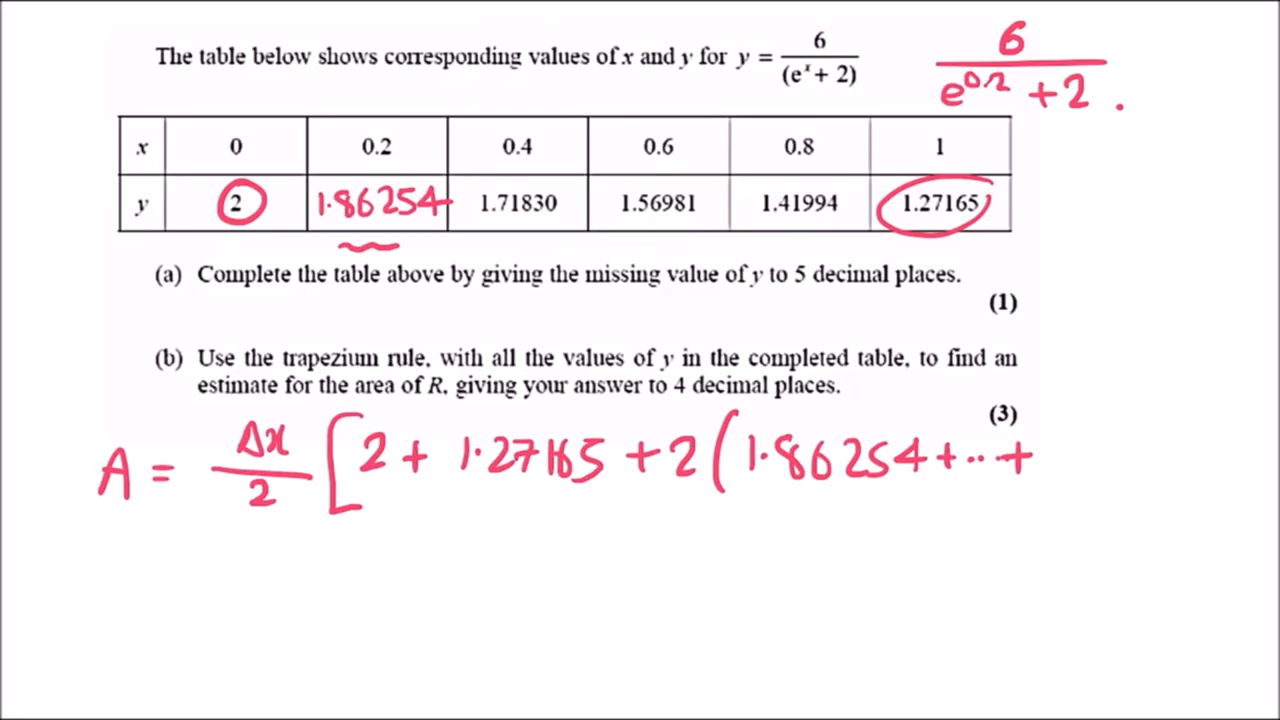 The table below shows corresponding values of x and y for y = 6/(eˣ + 2)
6/(e^0.2 + 2) .
x 0 0.2 0.4 0.6 0.8 1
y 2 1.86254 1.71830 1.56981 1.41994 1.27165
(a) Complete the table above by giving the missing value of y to 5 decimal places.
(1)
(b) Use the trapezium rule, with all the values of y in the completed table, to find an
estimate for the area of R, giving your answer to 4 decimal places.
(3)
A = Δx/2 [2 + 1.27165 + 2(1.86254 + ... +